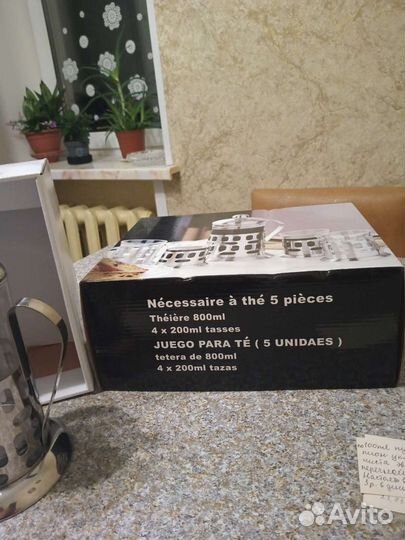 Nécessaire à thé 5 pièces
Théière 800ml
4 x 200ml tasses
JUEGO PARA TÉ ( 5 UNIDAES )
tetera de 800ml
4 x 200ml tazas
Avito